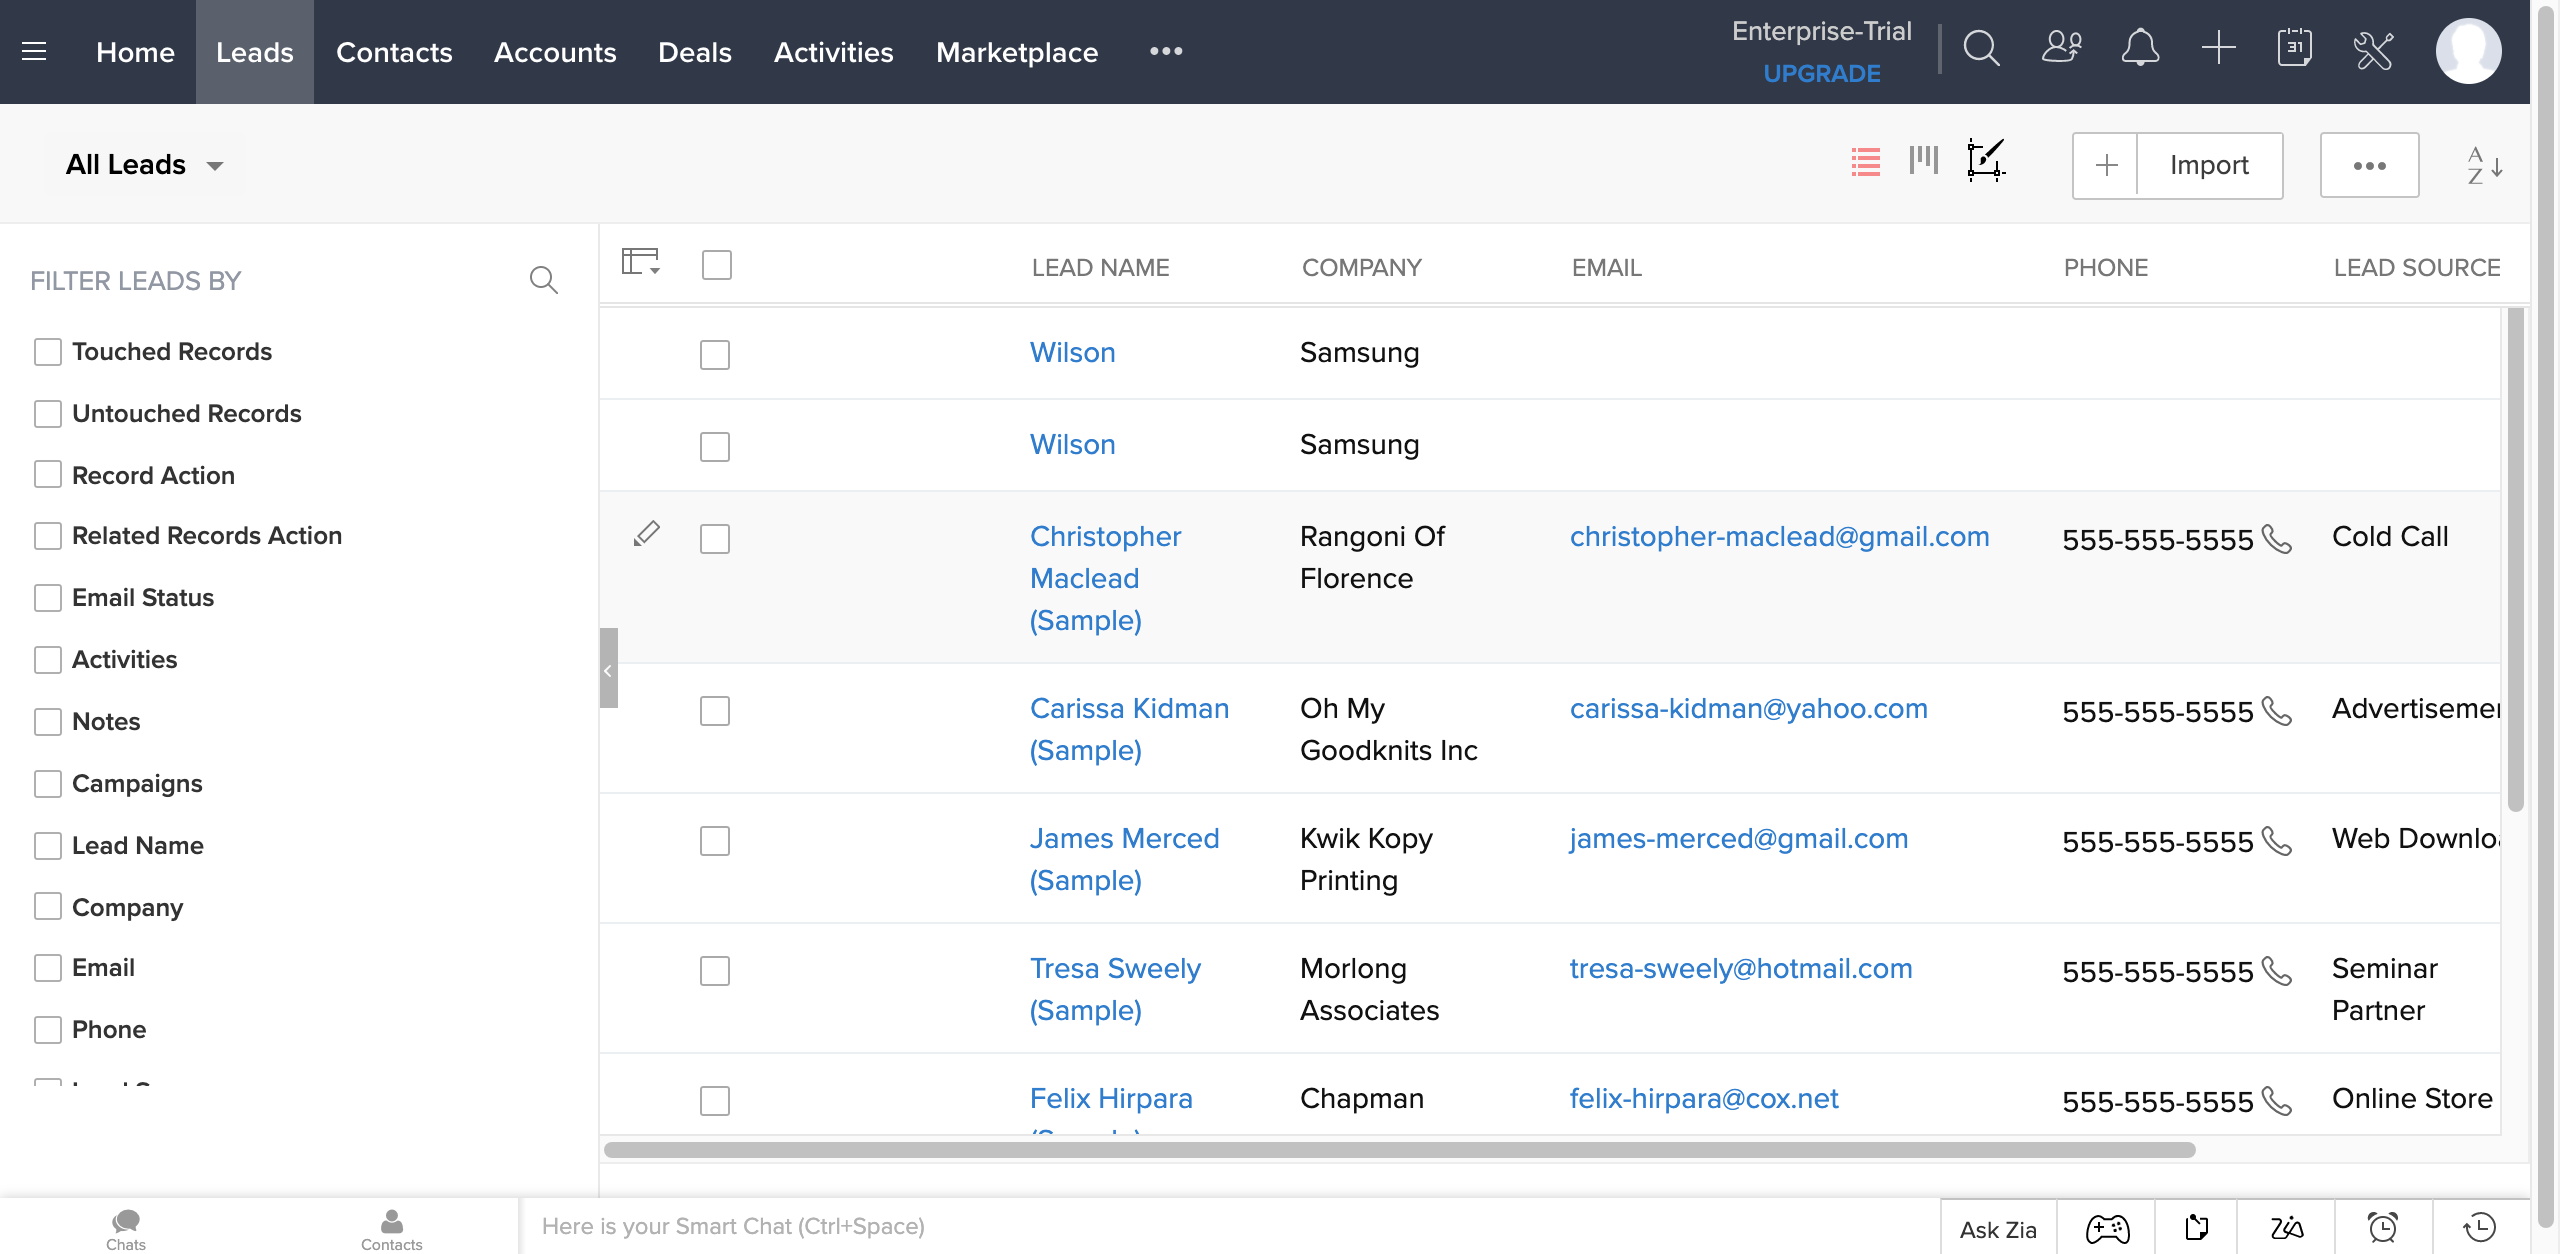 Home Leads Contacts Accounts Deals Activities Marketplace •••
Enterprise-Trial
UPGRADE
31
All Leads
Import
•••
A
Z
FILTER LEADS BY
Touched Records
Untouched Records
Record Action
Related Records Action
Email Status
Activities
Notes
Campaigns
Lead Name
Company
Email
Phone
LEAD NAME COMPANY EMAIL PHONE LEAD SOURCE
Wilson Samsung
Wilson Samsung
Christopher Rangoni Of christopher-maclead@gmail.com 555-555-5555 Cold Call
Maclead Florence
(Sample)
Carissa Kidman Oh My carissa-kidman@yahoo.com 555-555-5555 Advertisemen
(Sample) Goodknits Inc
James Merced Kwik Kopy james-merced@gmail.com 555-555-5555 Web Downloa
(Sample) Printing
Tresa Sweely Morlong tresa-sweely@hotmail.com 555-555-5555 Seminar
(Sample) Associates Partner
Felix Hirpara Chapman felix-hirpara@cox.net 555-555-5555 Online Store
Chats
Contacts
Here is your Smart Chat (Ctrl+Space)
Ask Zia